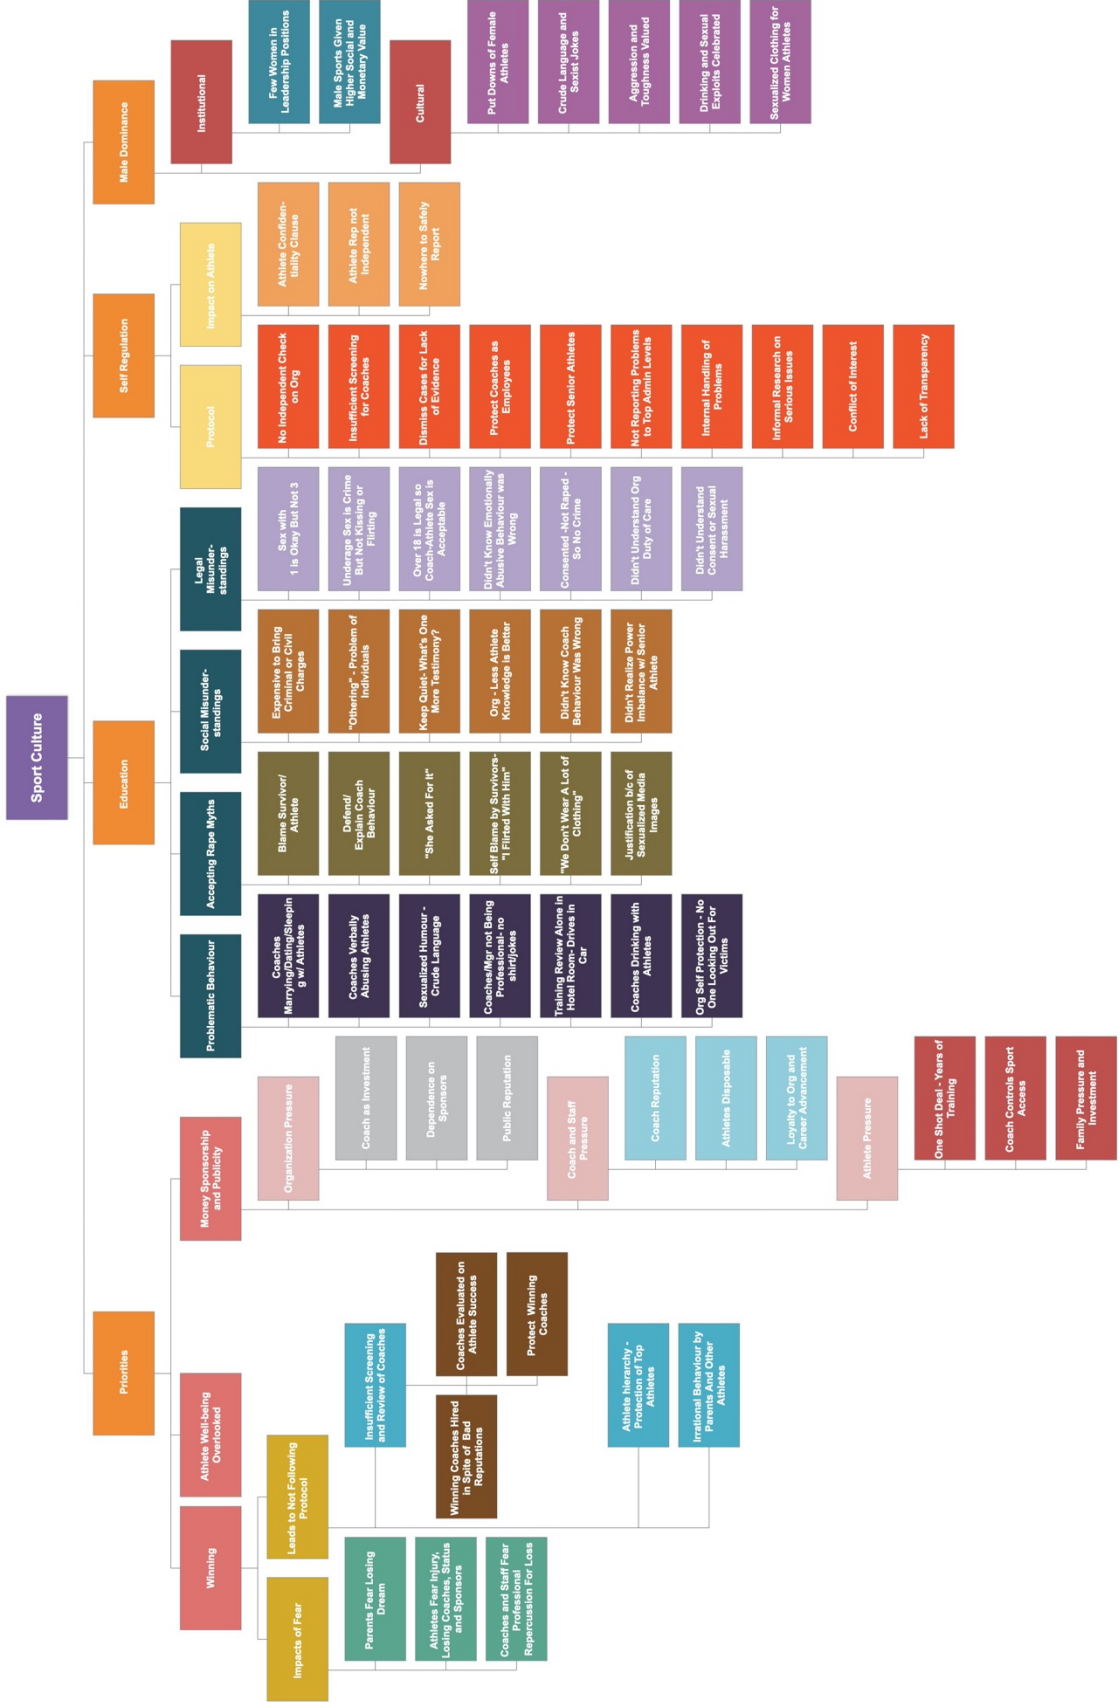 Sport Culture
Priorities
Education
Self Regulation
Male Dominance
Winning
Athlete Well-being
Overlooked
Money Sponsorship
and Publicity
Impacts of Fear
Parents Fear Losing
Dream
Athletes Fear Injury,
Losing Coaches, Status
and Sponsors
Coaches and Staff Fear
Professional
Repercussion For Loss
Leads to Not Following
Protocol
Insufficient Screening
and Review of Coaches
Winning Coaches Hired
in Spite of Bad
Reputations
Coaches Evaluated on
Athlete Success
Protect Winning
Coaches
Athlete hierarchy -
Protection of Top
Athletes
Irrational Behaviour by
Parents And Other
Athletes
Organization Pressure
Coach as Investment
Dependence on
Sponsors
Public Reputation
Coach and Staff
Pressure
Coach Reputation
Athletes Disposable
Loyalty to Org and
Career Advancement
Athlete Pressure
One Shot Deal - Years of
Training
Coach Controls Sport
Access
Family Pressure and
Investment
Problematic Behaviour
Coaches
Marrying/Dating/Sleepin
g w/ Athletes
Coaches Verbally
Abusing Athletes
Sexualized Humour -
Crude Language
Coaches/Mgr not Being
Professional- no
shirt/jokes
Training Review Alone in
Hotel Room- Drives in
Car
Coaches Drinking with
Athletes
Org Self Protection - No
One Looking Out For
Victims
Accepting Rape Myths
Blame Survivor/
Athlete
Defend/
Explain Coach
Behaviour
"She Asked For It"
Self Blame by Survivors-
"I Flirted With Him"
"We Don't Wear A Lot of
Clothing"
Justification b/c of
Sexualized Media
Images
Social Misunder-
standings
Expensive to Bring
Criminal or Civil
Charges
"Othering" - Problem of
Individuals
Keep Quiet- What's One
More Testimony?
Org - Less Athlete
Knowledge is Better
Didn't Know Coach
Behaviour Was Wrong
Didn't Realize Power
Imbalance w/ Senior
Athlete
Legal
Misunder-
standings
Sex with
1 is Okay But Not 3
Underage Sex is Crime
But Not Kissing or
Flirting
Over 18 is Legal so
Coach-Athlete Sex is
Acceptable
Didn't Know Emotionally
Abusive Behaviour was
Wrong
Consented -Not Raped -
So No Crime
Didn't Understand Org
Duty of Care
Didn't Understand
Consent or Sexual
Harassment
Protocol
No Independent Check
on Org
Insufficient Screening
for Coaches
Dismiss Cases for Lack
of Evidence
Protect Coaches as
Employees
Protect Senior Athletes
Not Reporting Problems
to Top Admin Levels
Internal Handling of
Problems
Informal Research on
Serious Issues
Conflict of Interest
Lack of Transparency
Impact on Athlete
Athlete Confiden-
tiality Clause
Athlete Rep not
Independent
Nowhere to Safely
Report
Institutional
Few Women in
Leadership Positions
Male Sports Given
Higher Social and
Monetary Value
Cultural
Put Downs of Female
Athletes
Crude Language and
Sexist Jokes
Aggression and
Toughness Valued
Drinking and Sexual
Exploits Celebrated
Sexualized Clothing for
Women Athletes